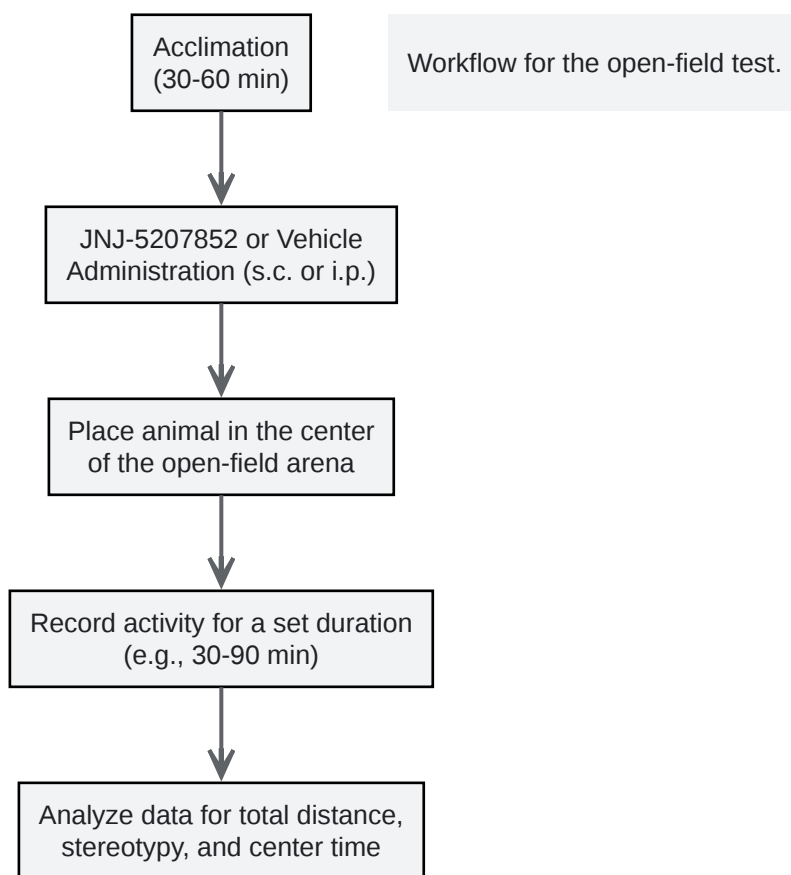 Acclimation
(30-60 min)
Workflow for the open-field test.
JNJ-5207852 or Vehicle
Administration (s.c. or i.p.)
Place animal in the center
of the open-field arena
Record activity for a set duration
(e.g., 30-90 min)
Analyze data for total distance,
stereotypy, and center time